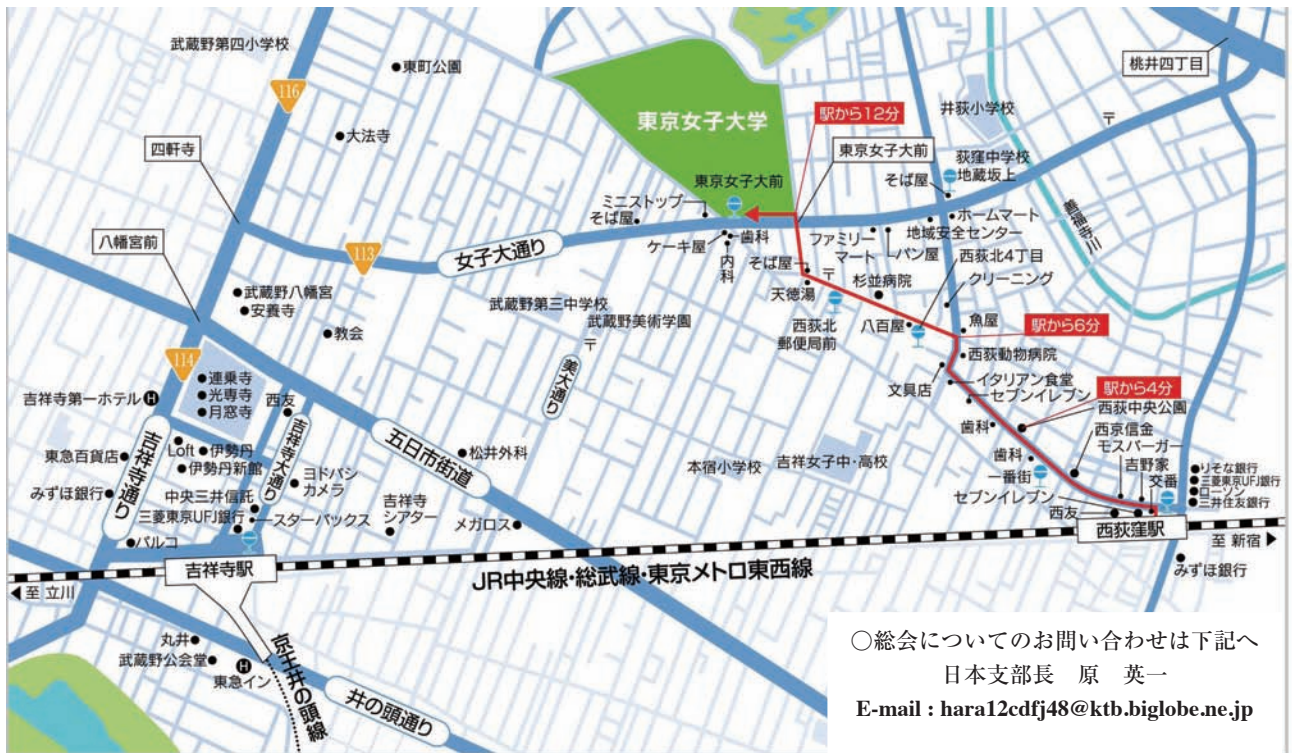 武蔵野第四小学校
東町公園
116
大法寺
四軒寺
八幡宮前
113
武蔵野八幡宮
安養寺
教会
114
連乗寺
光専寺
月窓寺
吉祥寺第一ホテル
H
西友
Loft
伊勢丹
伊勢丹新館
東急百貨店
みずほ銀行
吉祥寺通り
吉祥寺大通り
ヨドバシ
カメラ
中央三井信託
三菱東京UFJ銀行
スターバックス
パルコ
吉祥寺
シアター
吉祥寺駅
至 立川
丸井
武蔵野公会堂
H
東急イン
京王井の頭線
井の頭通り
五日市街道
松井外科
メガロス
JR中央線・総武線・東京メトロ東西線
女子大通り
武蔵野第三中学校
武蔵野美術学園
〒
美大通り
本宿小学校
吉祥女子中・高校
東京女子大学
東京女子大前
ミニストップ
そば屋
ケーキ屋
歯科
内科
駅から12分
東京女子大前
そば屋
天徳湯
〒
ファミリー
マート
パン屋
地域安全センター
ホームマート
そば屋
荻窪中学校
地蔵坂上
井荻小学校
〒
桃井四丁目
善福寺川
杉並病院
西荻北4丁目
クリーニング
西荻北
郵便局前
八百屋
魚屋
駅から6分
西荻動物病院
文具店
イタリアン食堂
セブンイレブン
駅から4分
西荻中央公園
歯科
西京信金
モスバーガー
歯科
吉野家
一番街
交番
セブンイレブン
西友
りそな銀行
三菱東京UFJ銀行
ローソン
三井住友銀行
西荻窪駅
至 新宿
みずほ銀行
〇総会についてのお問い合わせは下記へ
日本支部長　原　英一
E-mail : hara12cdfj48@ktb.biglobe.ne.jp